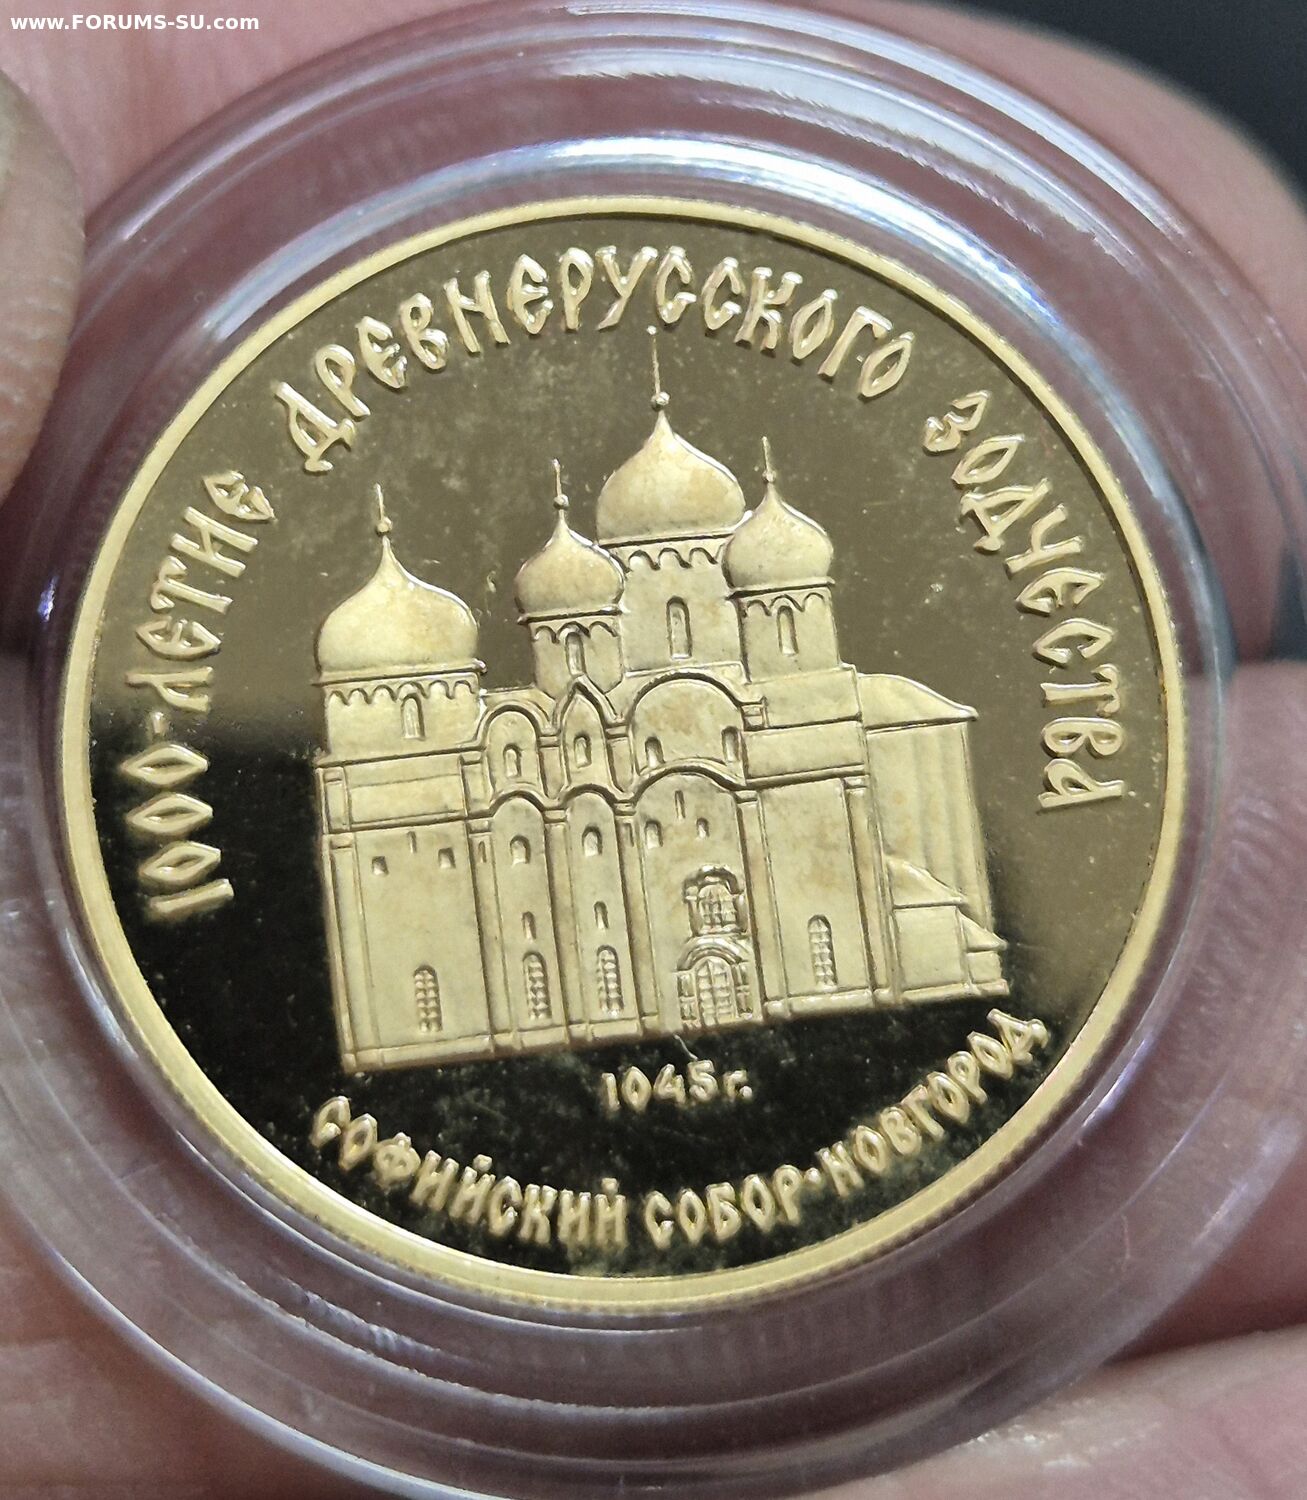 www.FORUMS-SU.com
1000-ЛЕТИЕ ДРЕВНЕРУССКОГО ЗОДЧЕСТВА
1045 г.
СОФИЙСКИЙ СОБОР·НОВГОРОД